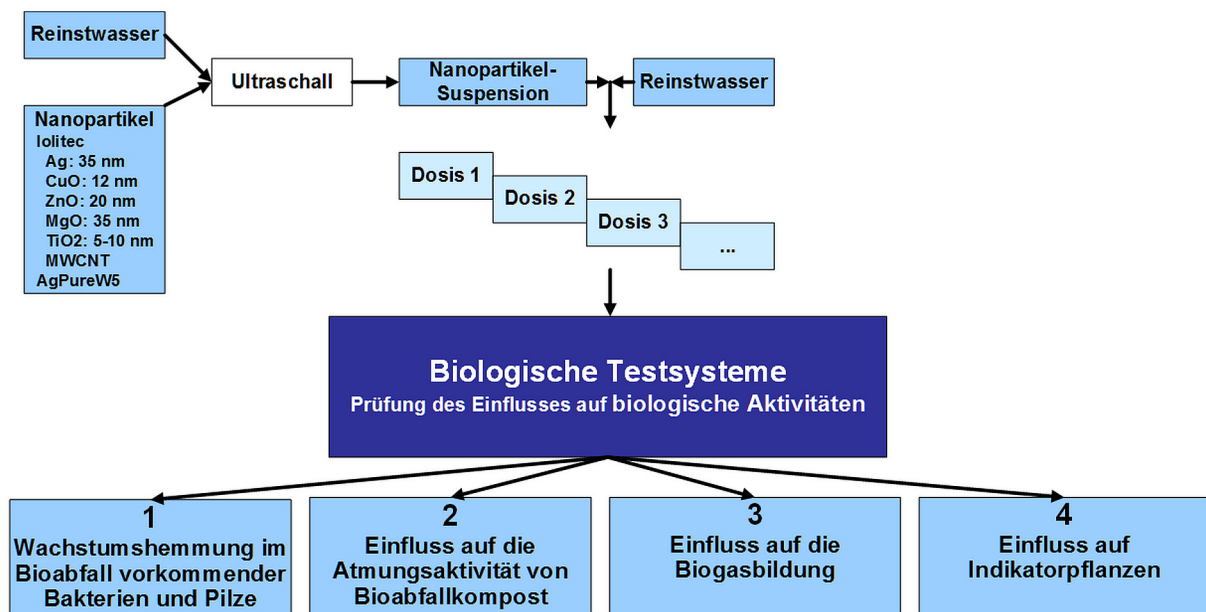 Reinstwasser
Ultraschall
Nanopartikel-
Suspension
Reinstwasser
Nanopartikel
Iolitec
Ag: 35 nm
CuO: 12 nm
ZnO: 20 nm
MgO: 35 nm
TiO2: 5-10 nm
MWCNT
AgPureW5
Dosis 1
Dosis 2
Dosis 3
...
Biologische Testsysteme
Prüfung des Einflusses auf biologische Aktivitäten
1
Wachstumshemmung im
Bioabfall vorkommender
Bakterien und Pilze
2
Einfluss auf die
Atmungsaktivität von
Bioabfallkompost
3
Einfluss auf die
Biogasbildung
4
Einfluss auf
Indikatorpflanzen